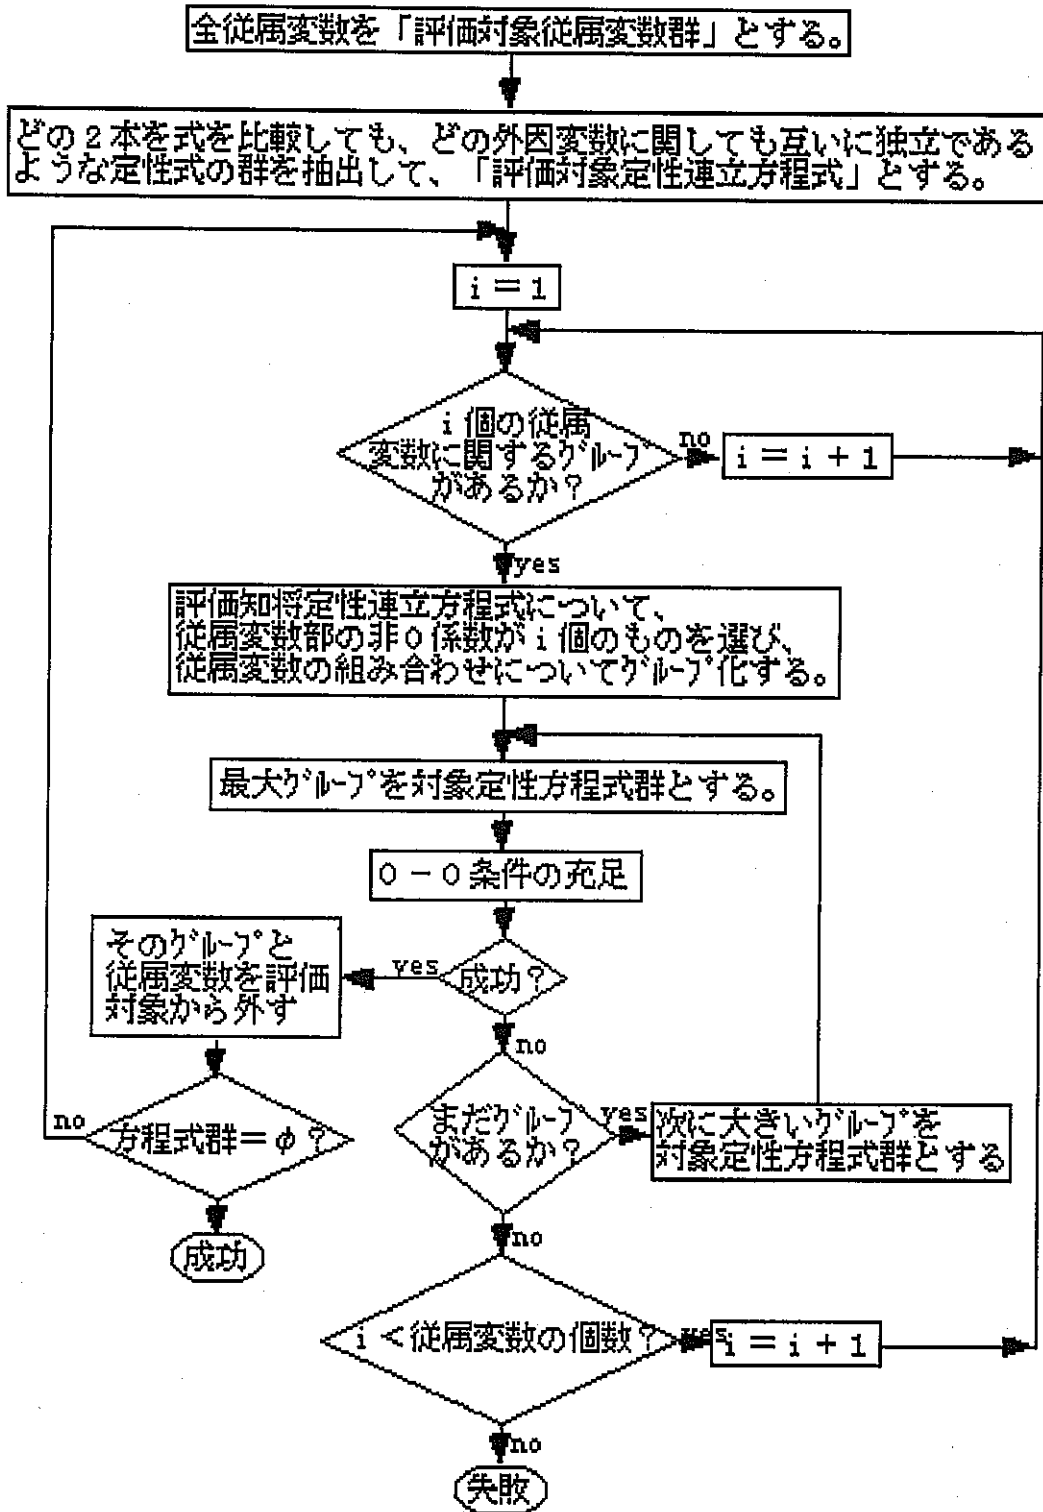 全従属変数を「評価対象従属変数群」とする。
どの2本を式を比較しても、どの外因変数に関しても互いに独立である
ような定性式の群を抽出して、「評価対象定性連立方程式」とする。
i＝1
i個の従属
変数に関するｸﾞﾙｰﾌﾟ
があるか？
no
i＝i＋1
yes
評価知将定性連立方程式について、
従属変数部の非0係数がi個のものを選び、
従属変数の組み合わせについてｸﾞﾙｰﾌﾟ化する。
最大ｸﾞﾙｰﾌﾟを対象定性方程式群とする。
0－0条件の充足
成功？
yes
そのｸﾞﾙｰﾌﾟと
従属変数を評価
対象から外す
no
方程式群＝φ？
no
成功
まだｸﾞﾙｰﾌﾟ
があるか？
yes
次に大きいｸﾞﾙｰﾌﾟを
対象定性方程式群とする
no
i＜従属変数の個数？
yes
i＝i＋1
no
失敗